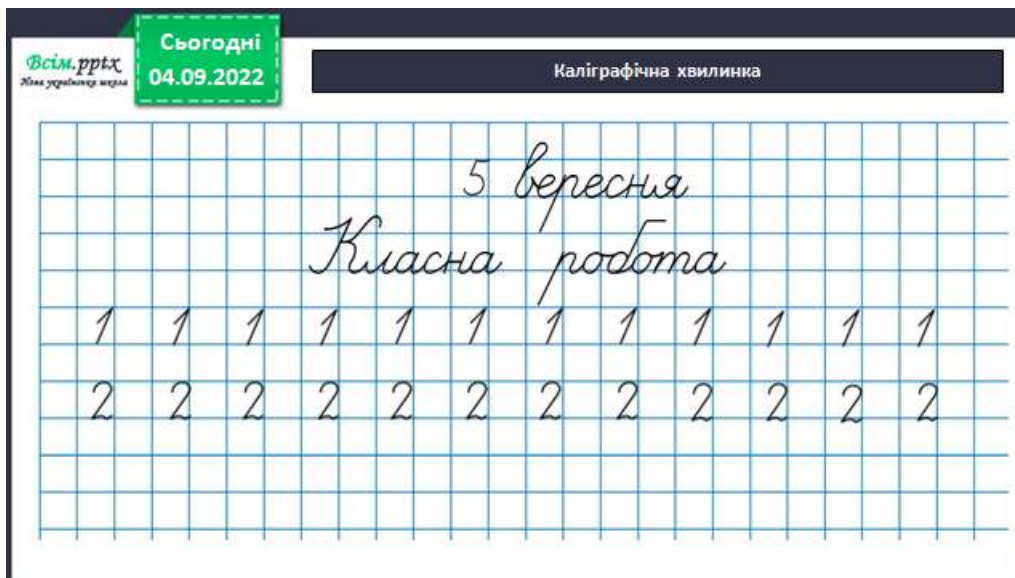 Всім.pptx
Нова українська школа
Сьогодні
04.09.2022
Каліграфічна хвилинка
5 вересня
Класна робота
1 1 1 1 1 1 1 1 1 1 1 1
2 2 2 2 2 2 2 2 2 2 2 2